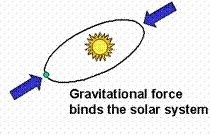 Gravitational force
binds the solar system